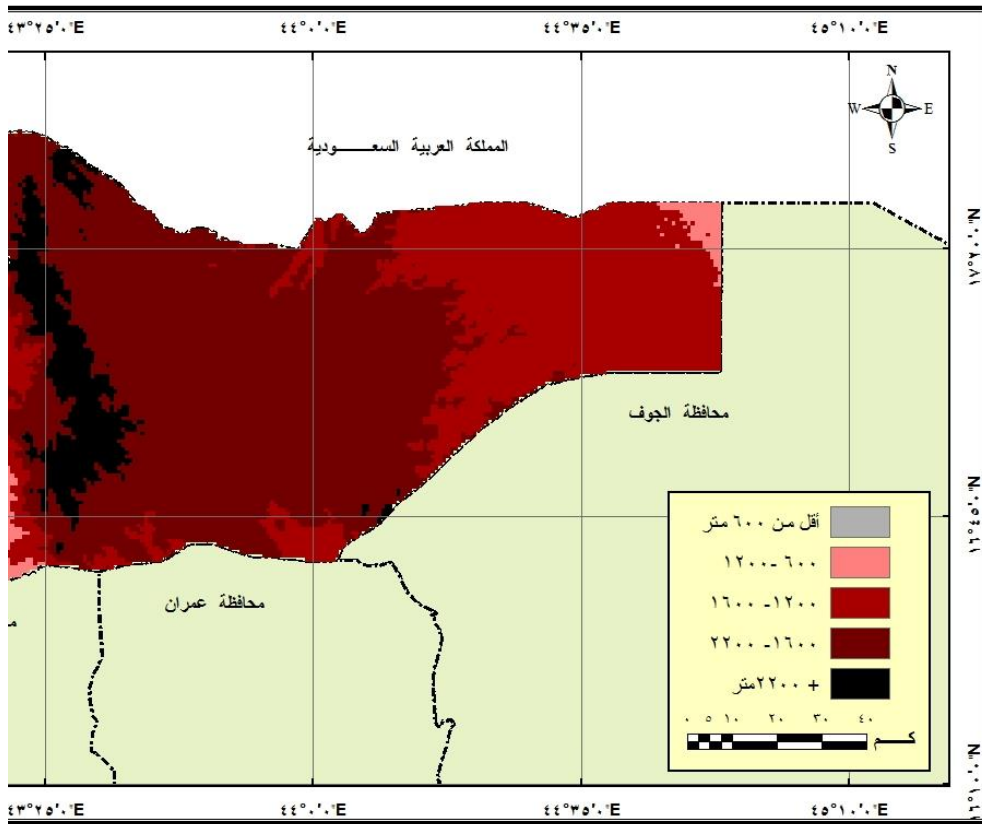 ٤٣°٢٥'٠"E ٤٤°٠'٠"E ٤٤°٣٥'٠"E ٤٥°١٠'٠"E
N
W E
S
المملكة العربية السعـــــودية
محافظة الجوف
محافظة عمران
أقل من ٦٠٠ متر
٦٠٠ -١٢٠٠
١٢٠٠- ١٦٠٠
١٦٠٠- ٢٢٠٠
+ ٢٢٠٠متر
٠ ٥ ١٠ ٢٠ ٣٠ ٤٠
كـــم
٤٣°٢٥'٠"E ٤٤°٠'٠"E ٤٤°٣٥'٠"E ٤٥°١٠'٠"E